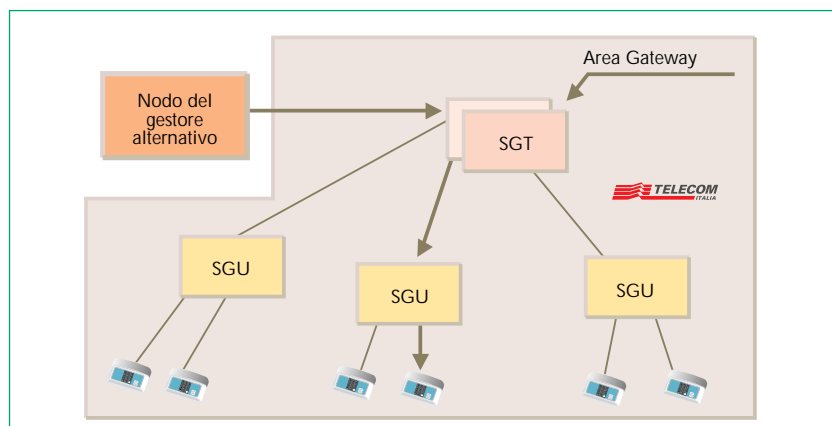 Area Gateway
Nodo del
gestore
alternativo
SGT
TELECOM
ITALIA
SGU
SGU
SGU